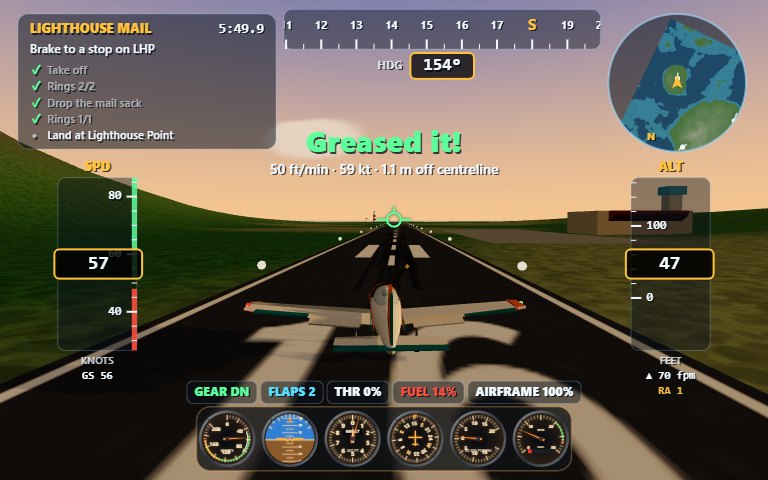 LIGHTHOUSE MAIL 5:49.9
Brake to a stop on LHP
✓ Take off
✓ Rings 2/2
✓ Drop the mail sack
✓ Rings 1/1
Land at Lighthouse Point
11 12 13 14 15 16 17 S 19 2
HDG 154°
N
Greased it!
50 ft/min · 59 kt · 1.1 m off centreline
SPD
80
60
57
40
KNOTS
GS 56
ALT
100
47
0
FEET
▲ 70 fpm
RA 1
GEAR DN FLAPS 2 THR 0% FUEL 14% AIRFRAME 100%